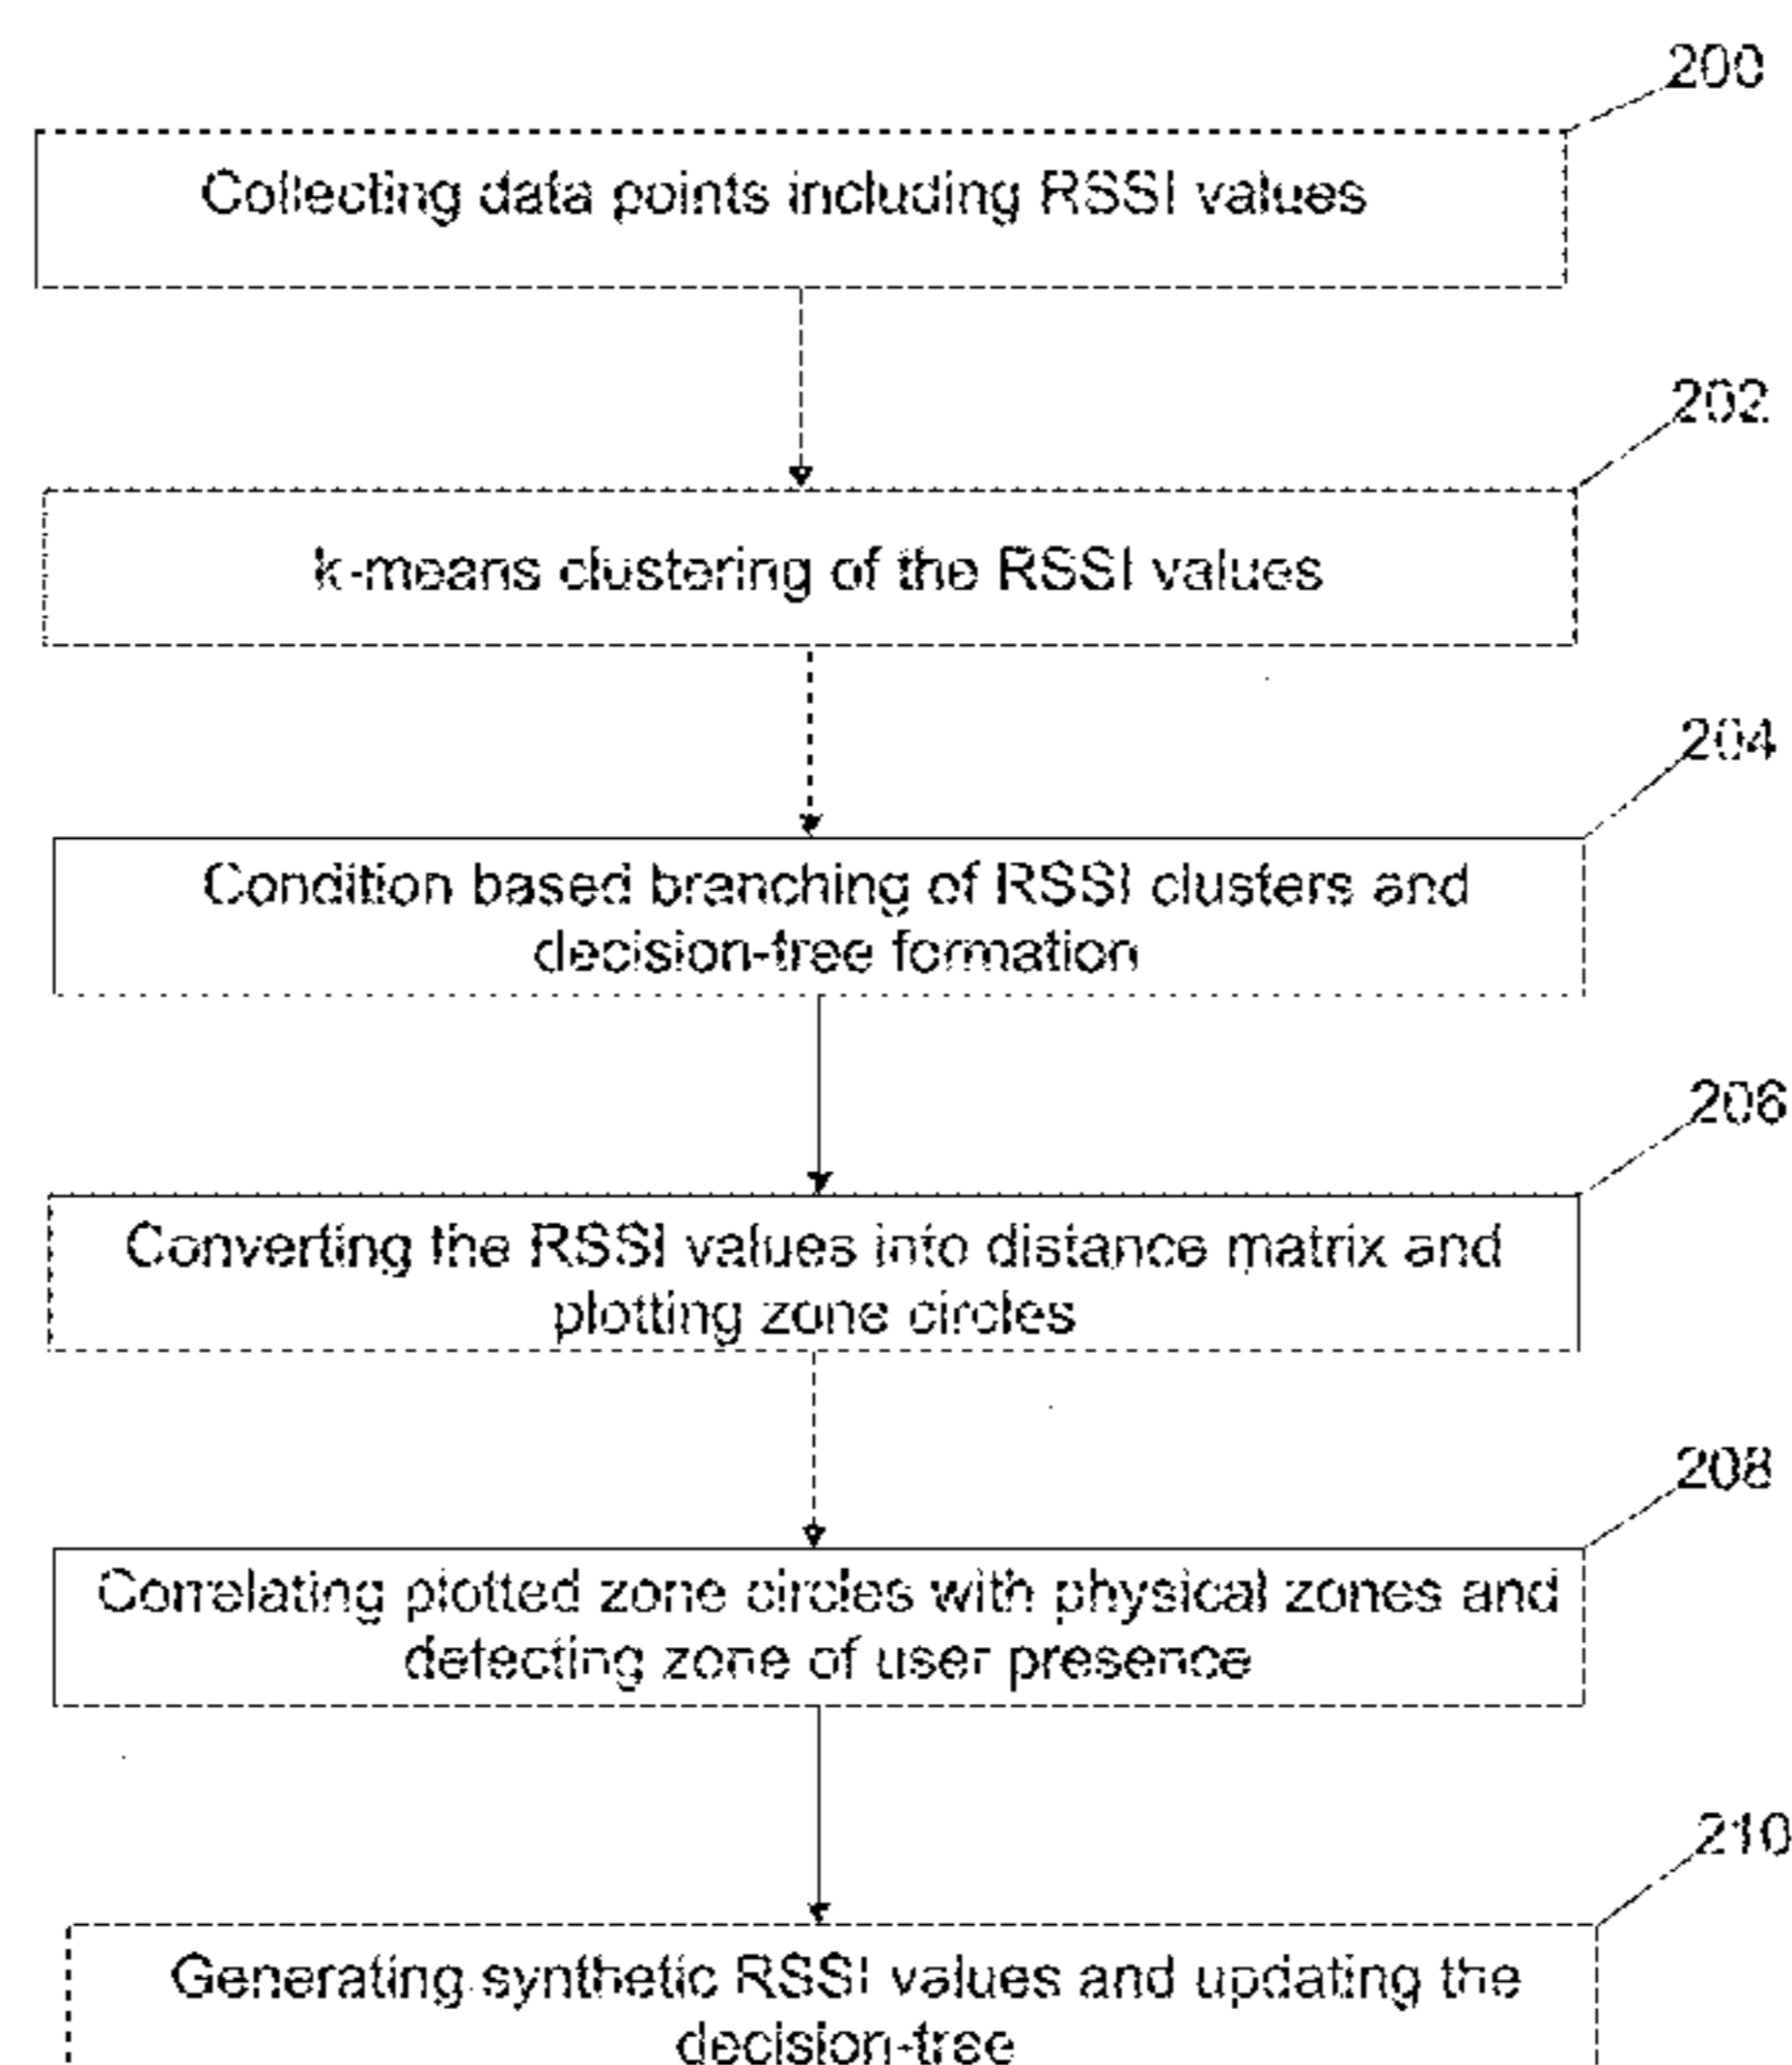 200
Collecting data points including RSSI values
202
k-means clustering of the RSSI values
204
Condition based branching of RSSI clusters and
decision-tree formation
206
Converting the RSSI values into distance matrix and
plotting zone circles
208
Correlating plotted zone circles with physical zones and
detecting zone of user presence
210
Generating synthetic RSSI values and updating the
decision-tree